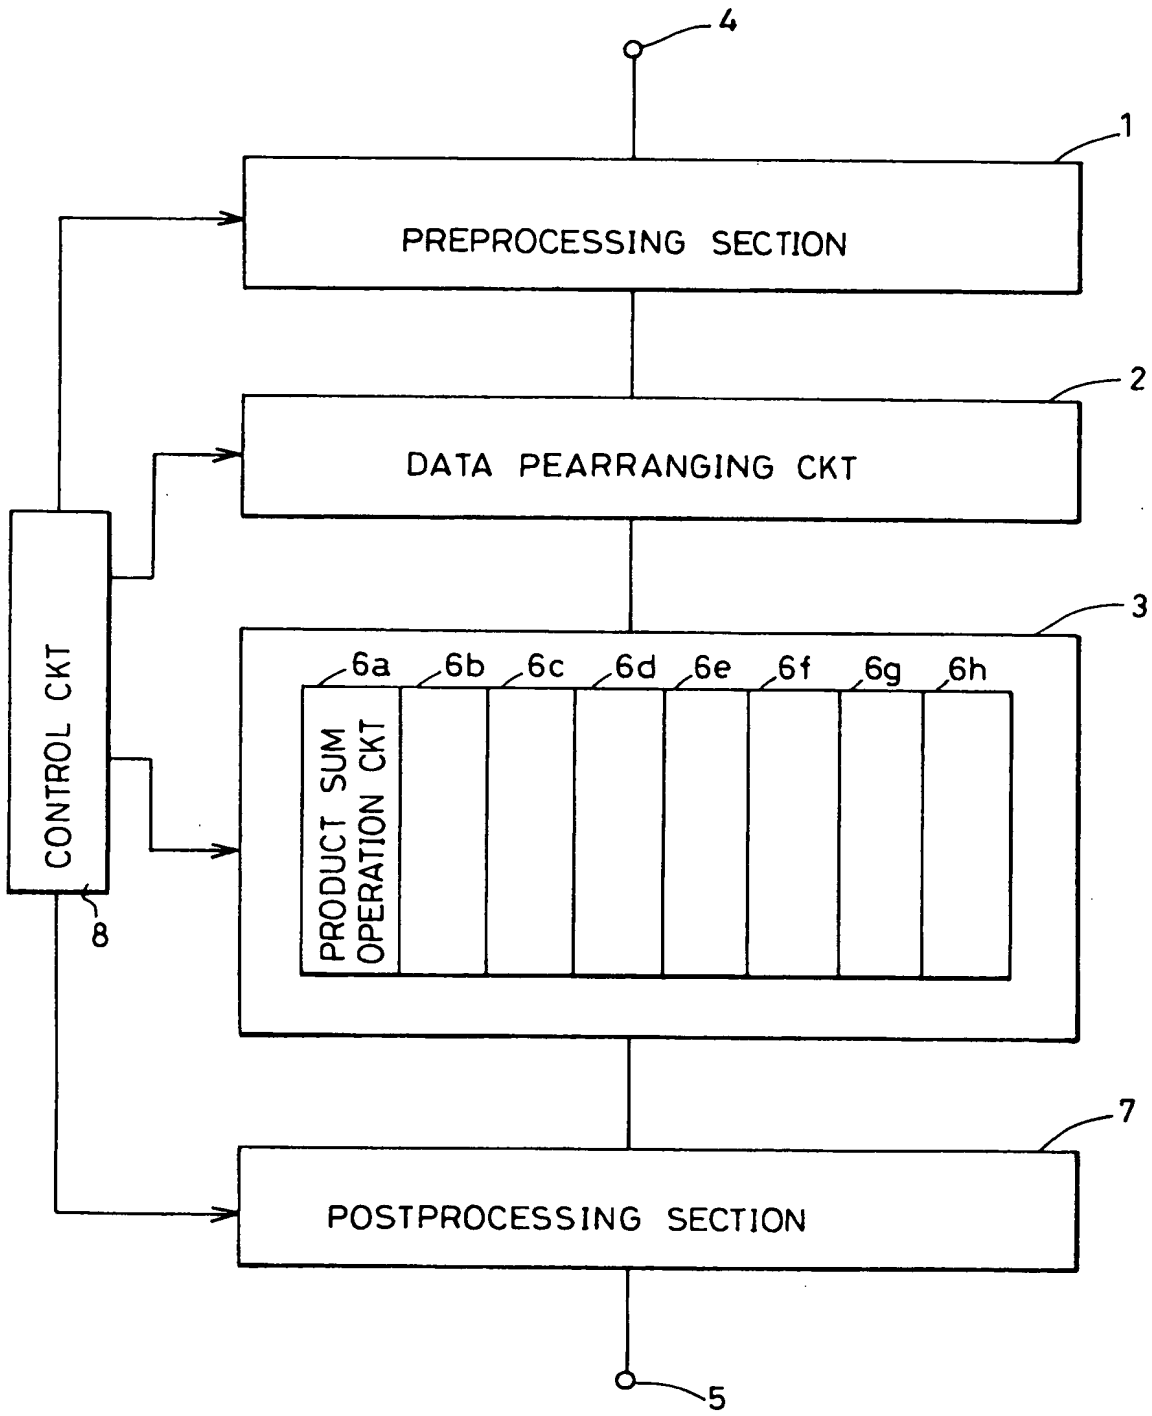 4
1
PREPROCESSING SECTION
2
DATA PEARRANGING CKT
3
6a 6b 6c 6d 6e 6f 6g 6h
PRODUCT SUM
OPERATION CKT
CONTROL CKT
8
7
POSTPROCESSING SECTION
5